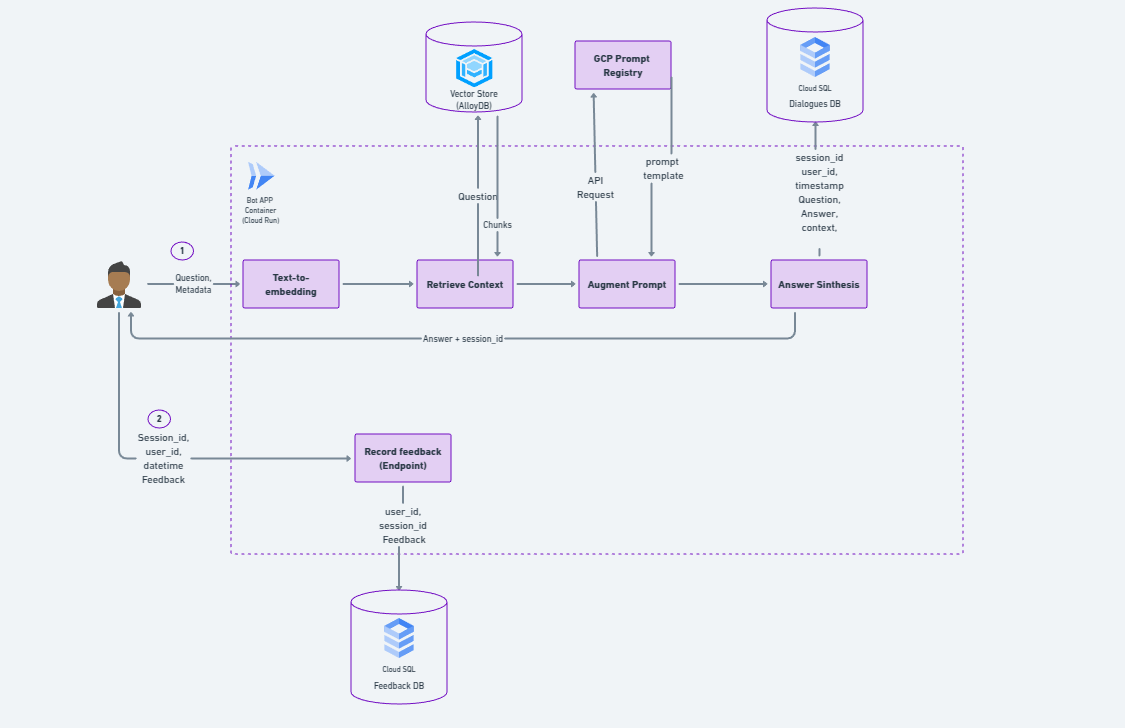 Vector Store
(AlloyDB)
GCP Prompt
Registry
Cloud SQL
Dialogues DB
Bot APP
Container
(Cloud Run)
Question
Chunks
API
Request
prompt
template
session_id
user_id,
timestamp
Question,
Answer,
context,
1
Question,
Metadata
Text-to-
embedding
Retrieve Context
Augment Prompt
Answer Sinthesis
Answer + session_id
2
Session_id,
user_id,
datetime
Feedback
Record feedback
(Endpoint)
user_id,
session_id
Feedback
Cloud SQL
Feedback DB